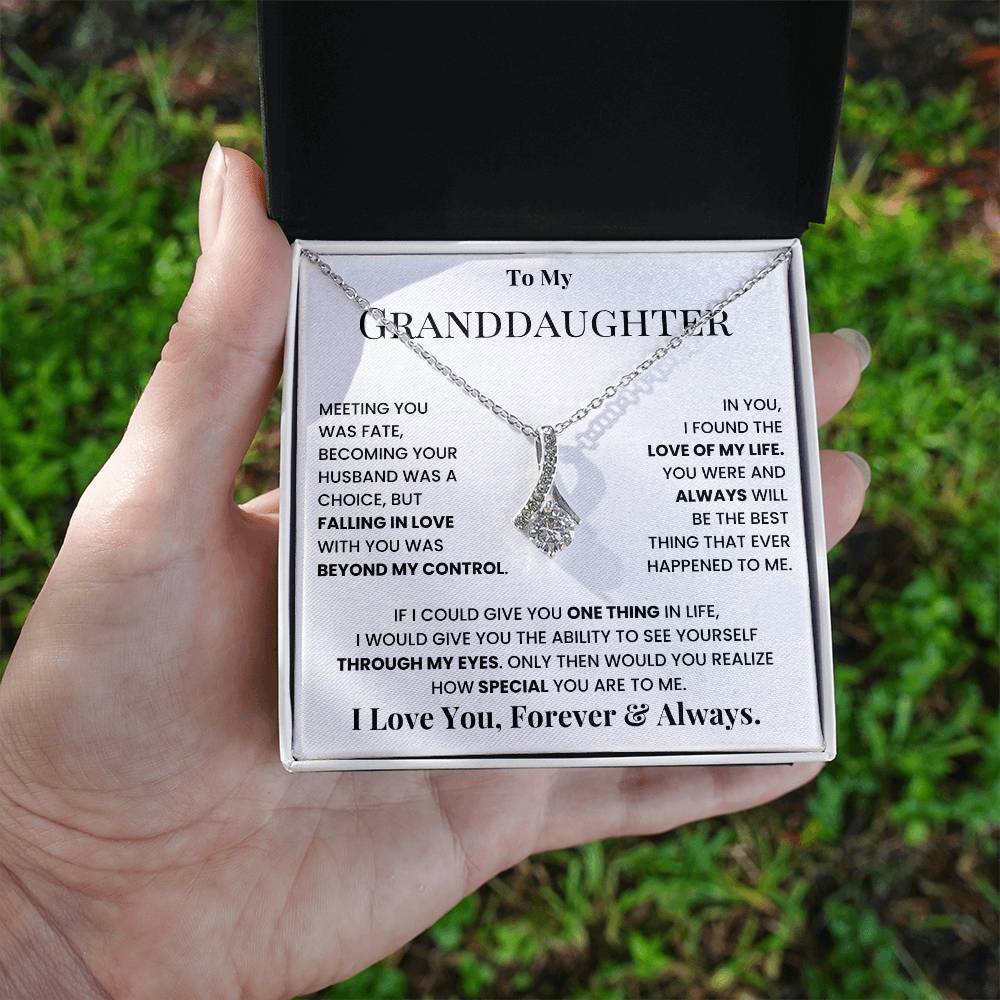 To My
GRANDDAUGHTER
MEETING YOU
WAS FATE,
BECOMING YOUR
HUSBAND WAS A
CHOICE, BUT
FALLING IN LOVE
WITH YOU WAS
BEYOND MY CONTROL.
IN YOU,
I FOUND THE
LOVE OF MY LIFE.
YOU WERE AND
ALWAYS WILL
BE THE BEST
THING THAT EVER
HAPPENED TO ME.
IF I COULD GIVE YOU ONE THING IN LIFE,
I WOULD GIVE YOU THE ABILITY TO SEE YOURSELF
THROUGH MY EYES. ONLY THEN WOULD YOU REALIZE
HOW SPECIAL YOU ARE TO ME.
I Love You, Forever & Always.